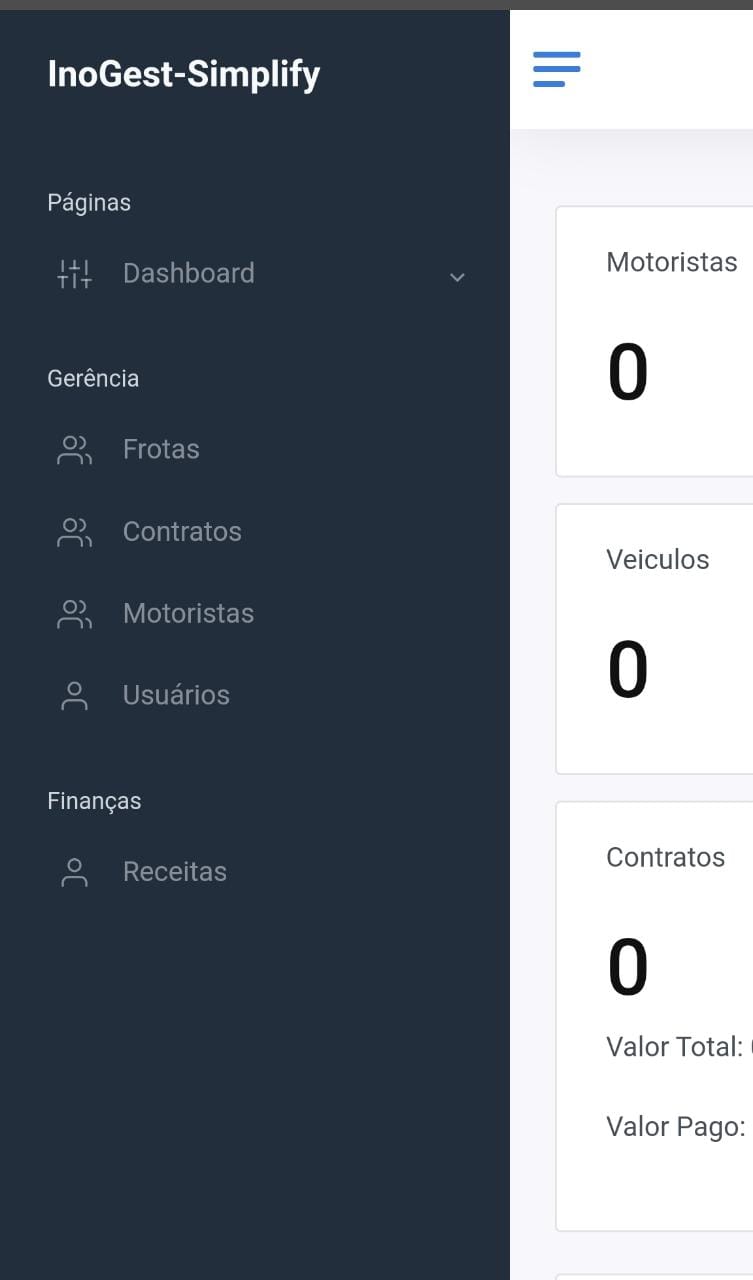 InoGest-Simplify
Páginas
Dashboard
Gerência
Frotas
Contratos
Motoristas
Usuários
Finanças
Receitas
Motoristas
0
Veiculos
0
Contratos
0
Valor Total:
Valor Pago: